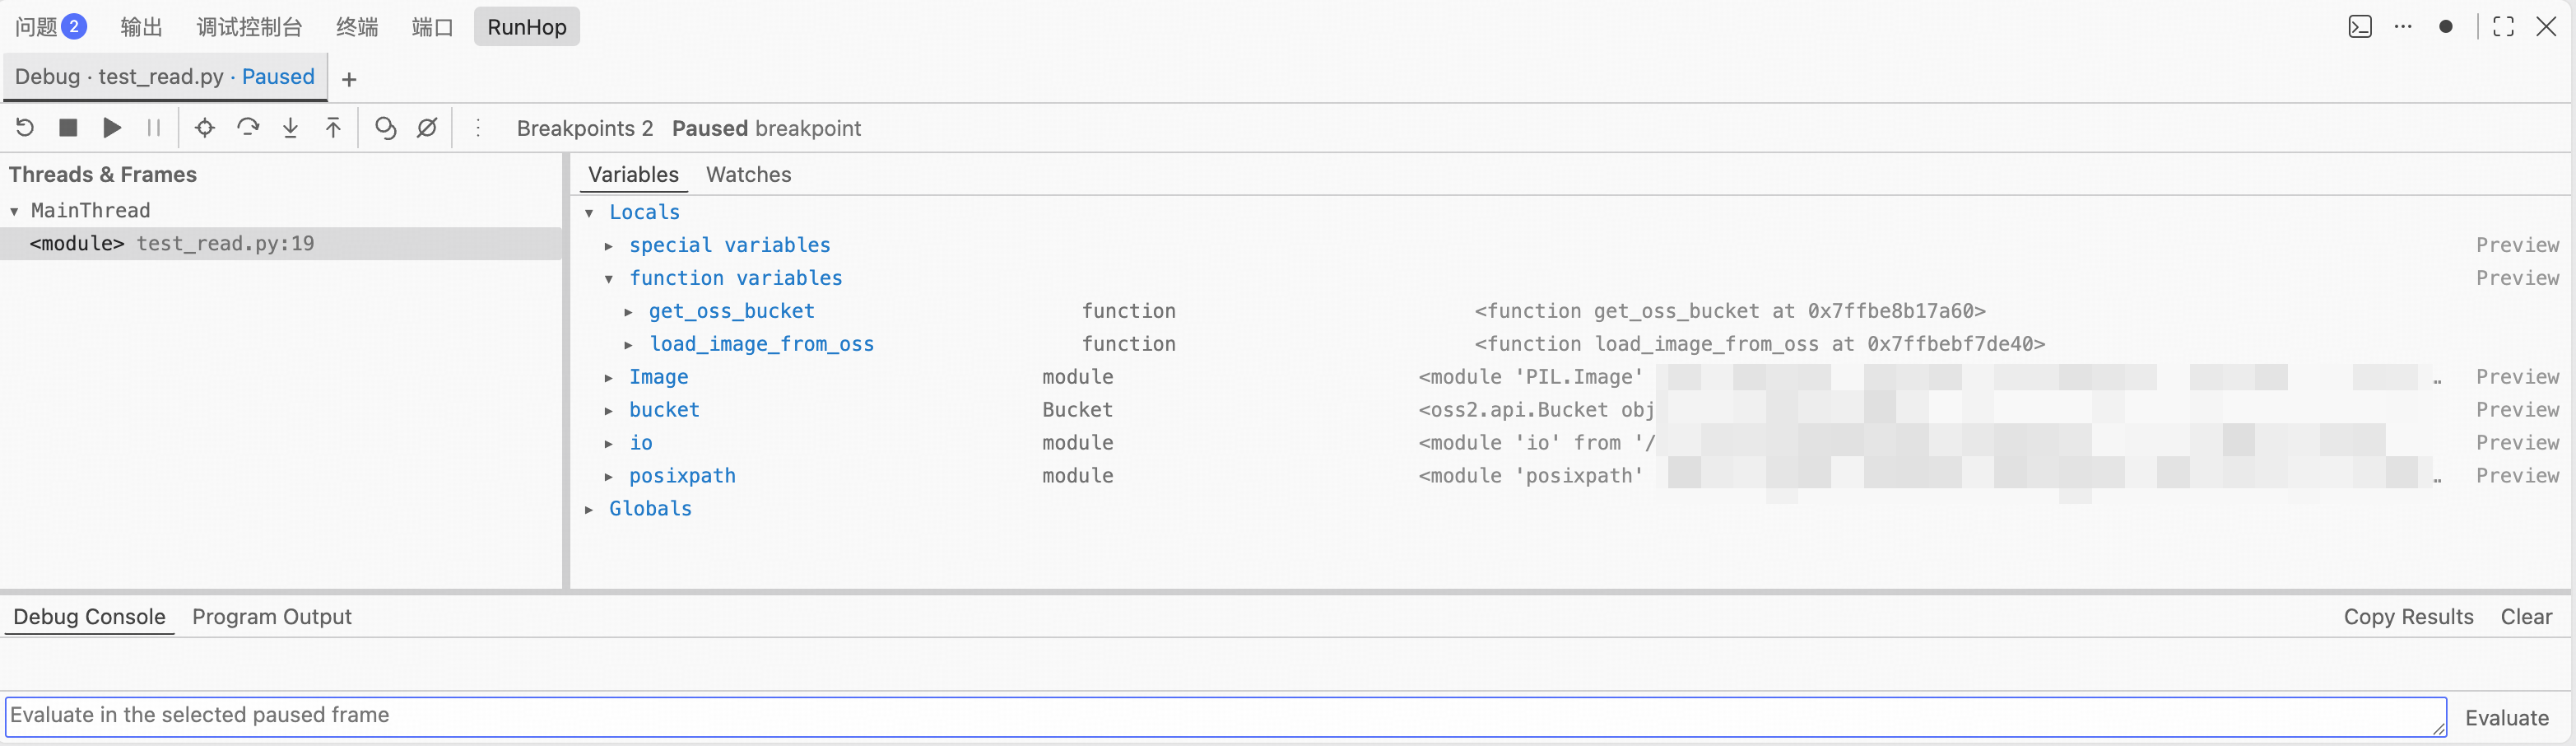 问题 2 输出 调试控制台 终端 端口 RunHop
Debug · test_read.py · Paused +
Breakpoints 2 Paused breakpoint
Threads & Frames
MainThread
<module> test_read.py:19
Variables Watches
Locals
special variables Preview
function variables Preview
get_oss_bucket function <function get_oss_bucket at 0x7ffbe8b17a60>
load_image_from_oss function <function load_image_from_oss at 0x7ffbebf7de40>
Image module <module 'PIL.Image' … Preview
bucket Bucket <oss2.api.Bucket obj Preview
io module <module 'io' from '/ Preview
posixpath module <module 'posixpath' … Preview
Globals
Debug Console Program Output Copy Results Clear
Evaluate in the selected paused frame Evaluate